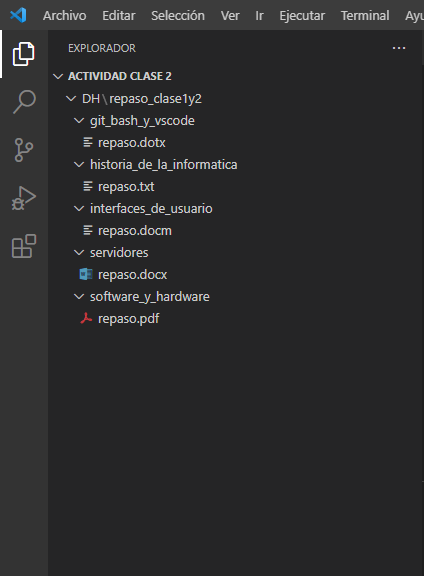 Archivo Editar Selección Ver Ir Ejecutar Terminal Ayu
EXPLORADOR
ACTIVIDAD CLASE 2
DH\repaso_clase1y2
git_bash_y_vscode
repaso.dotx
historia_de_la_informatica
repaso.txt
interfaces_de_usuario
repaso.docm
servidores
repaso.docx
software_y_hardware
repaso.pdf